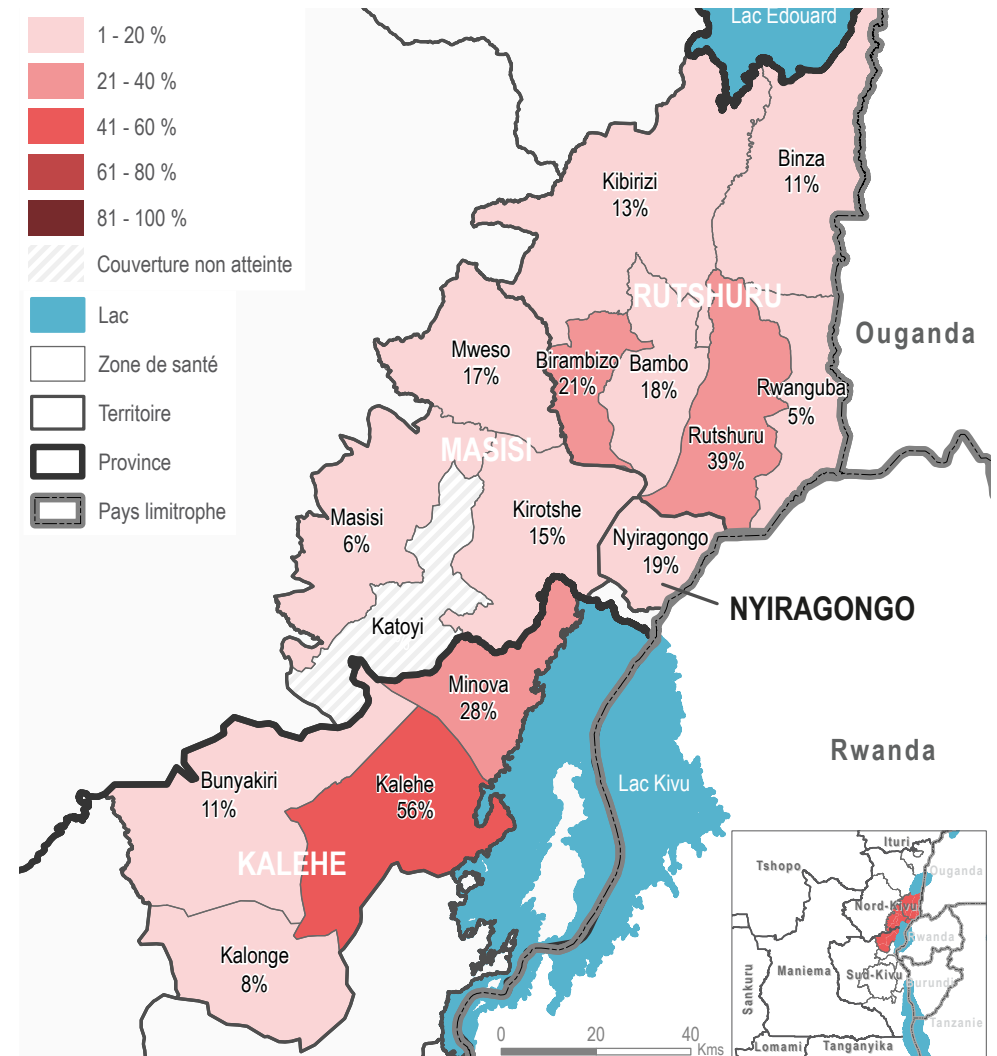 1 - 20 %
21 - 40 %
41 - 60 %
61 - 80 %
81 - 100 %
Couverture non atteinte
Lac
Zone de santé
Territoire
Province
Pays limitrophe
Lac Edouard
Binza
11%
Kibirizi
13%
RUTSHURU
Ouganda
Mweso
17%
Birambizo
21%
Bambo
18%
Rwanguba
5%
Rutshuru
39%
MASISI
Masisi
6%
Kirotshe
15%
Nyiragongo
19%
NYIRAGONGO
Katoyi
Minova
28%
Rwanda
Bunyakiri
11%
Kalehe
56%
Lac Kivu
KALEHE
Kalonge
8%
0 20 40
Kms
Ituri
Tshopo
Ouganda
Nord-Kivu
Rwanda
Maniema
Sud-Kivu
Burundi
Sankuru
Tanzanie
Lomami
Tanganyika